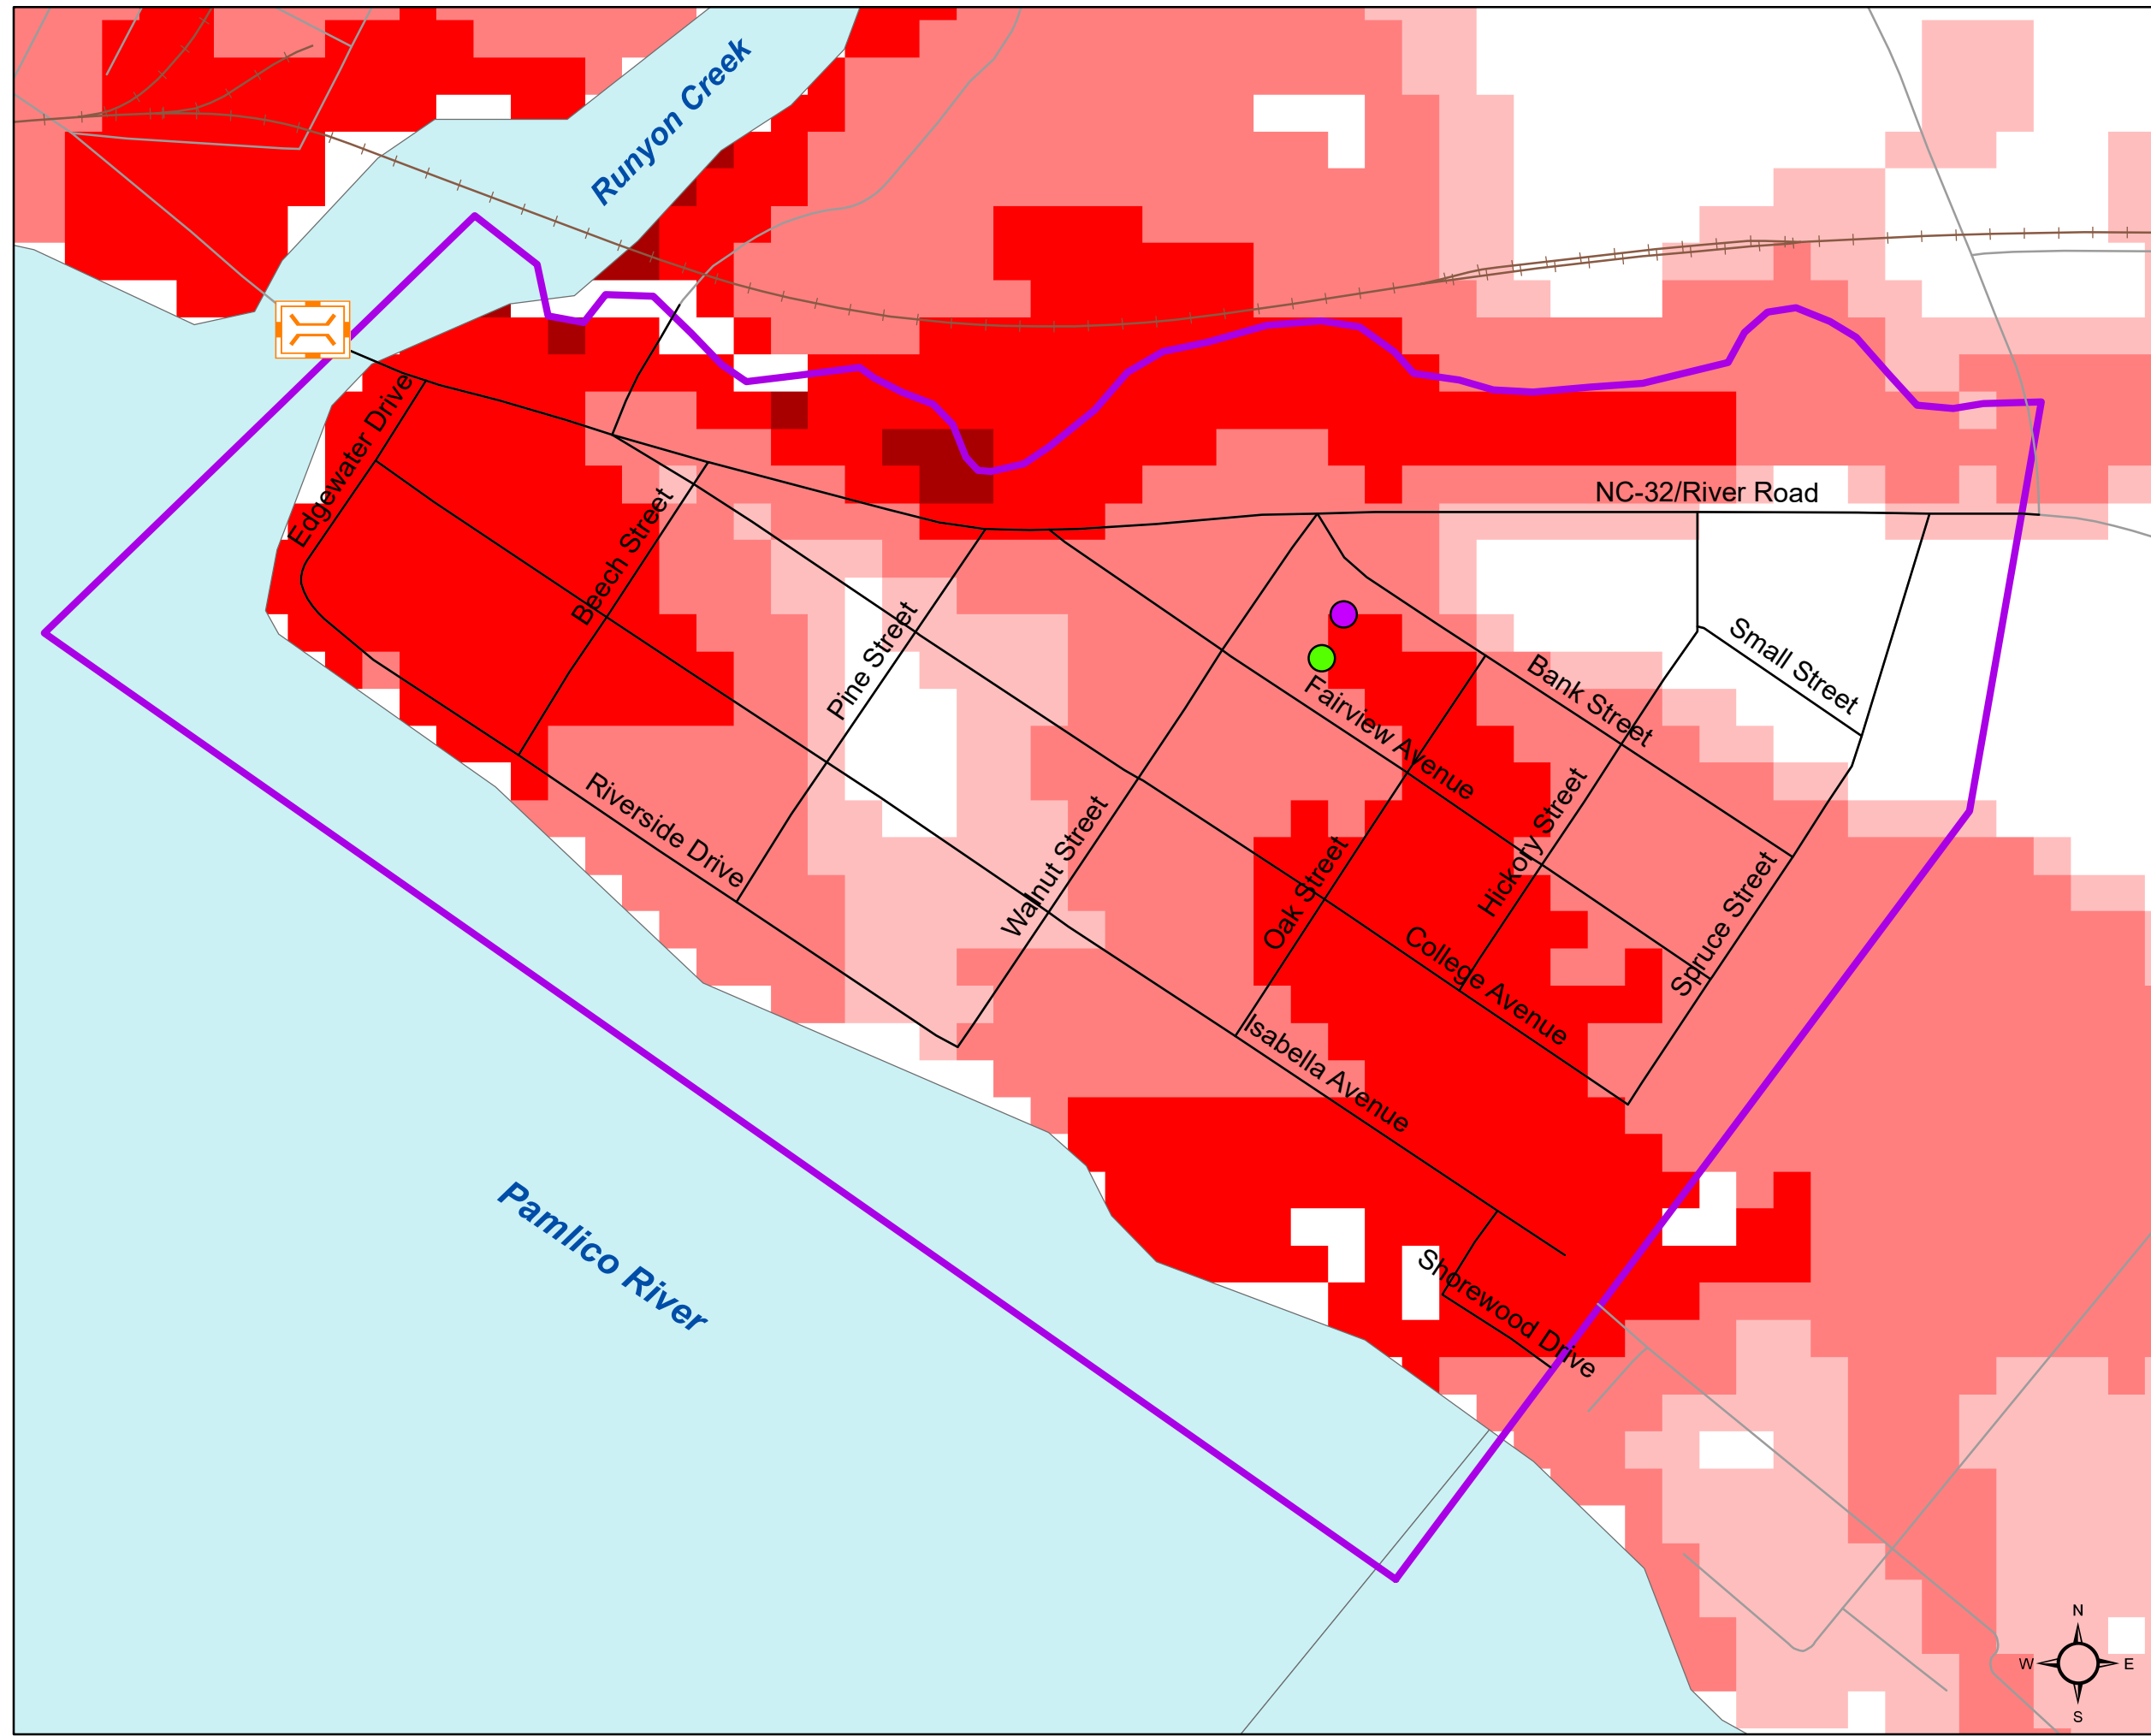 Runyon Creek
Edgewater Drive
NC-32/River Road
Beech Street
Pine Street
Small Street
Bank Street
Fairview Avenue
Riverside Drive
Walnut Street
Hickory Street
Oak Street
Spruce Street
College Avenue
Isabella Avenue
Pamlico River
Shorewood Drive
N
W E
S